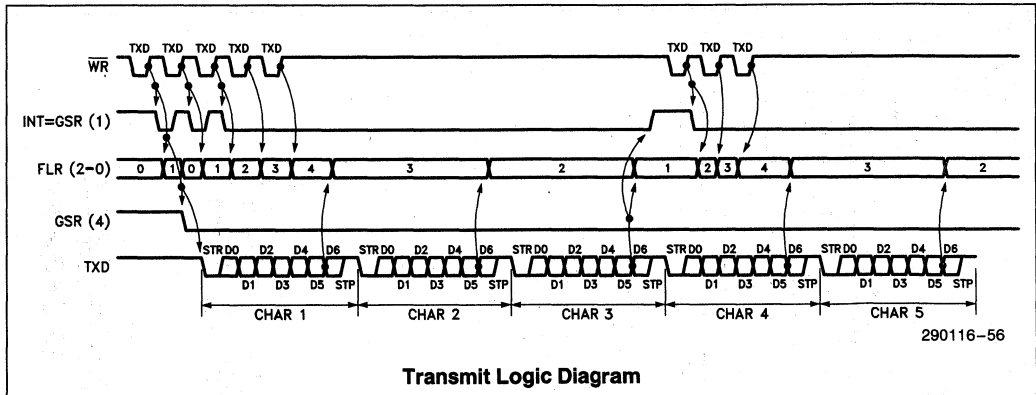 TXD TXD TXD TXD TXD TXD TXD TXD
WR
INT=GSR (1)
FLR (2-0) 0 1 0 1 2 3 4 3 2 1 2 3 4 3 2
GSR (4)
STR D0 D2 D4 D6 STR D0 D2 D4 D6 STR D0 D2 D4 D6 STR D0 D2 D4 D6 STR D0 D2 D4 D6
TXD
D1 D3 D5 STP D1 D3 D5 STP D1 D3 D5 STP D1 D3 D5 STP D1 D3 D5 STP
CHAR 1 CHAR 2 CHAR 3 CHAR 4 CHAR 5
290116-56
Transmit Logic Diagram